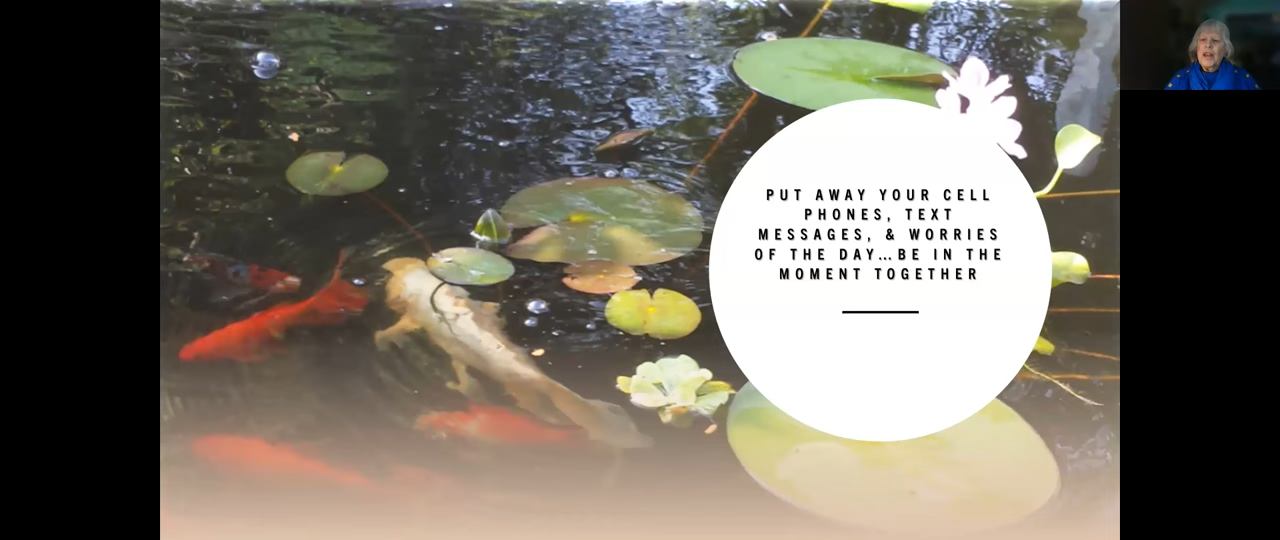 PUT AWAY YOUR CELL
PHONES, TEXT
MESSAGES, & WORRIES
OF THE DAY...BE IN THE
MOMENT TOGETHER